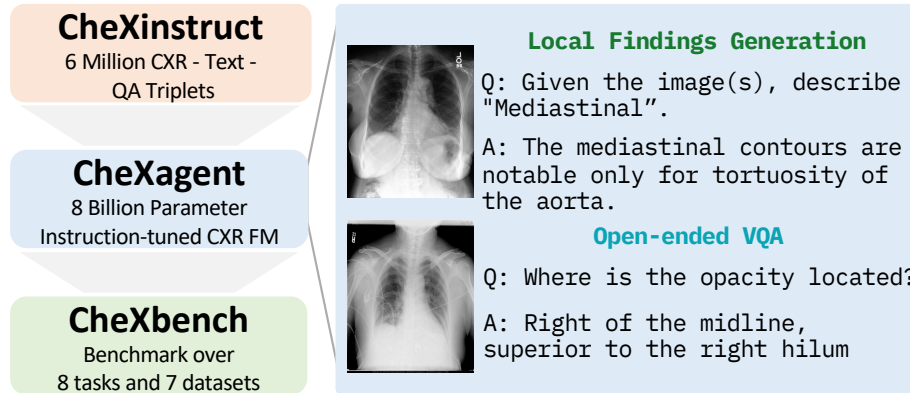 CheXinstruct
6 Million CXR - Text -
QA Triplets
CheXagent
8 Billion Parameter
Instruction-tuned CXR FM
CheXbench
Benchmark over
8 tasks and 7 datasets
Local Findings Generation
Q: Given the image(s), describe
"Mediastinal”.
A: The mediastinal contours are
notable only for tortuosity of
the aorta.
Open-ended VQA
Q: Where is the opacity located?
A: Right of the midline,
superior to the right hilum